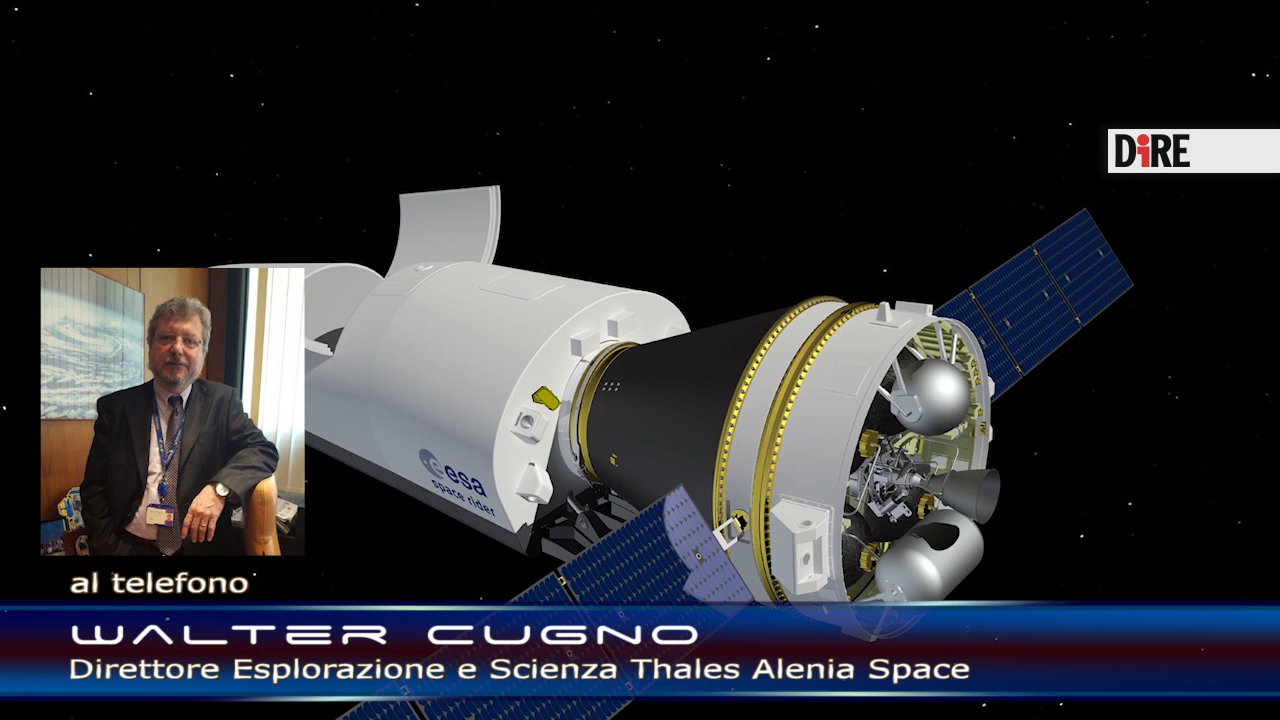 DiRE
esa
space rider
al telefono
WALTER CUGNO
Direttore Esplorazione e Scienza Thales Alenia Space